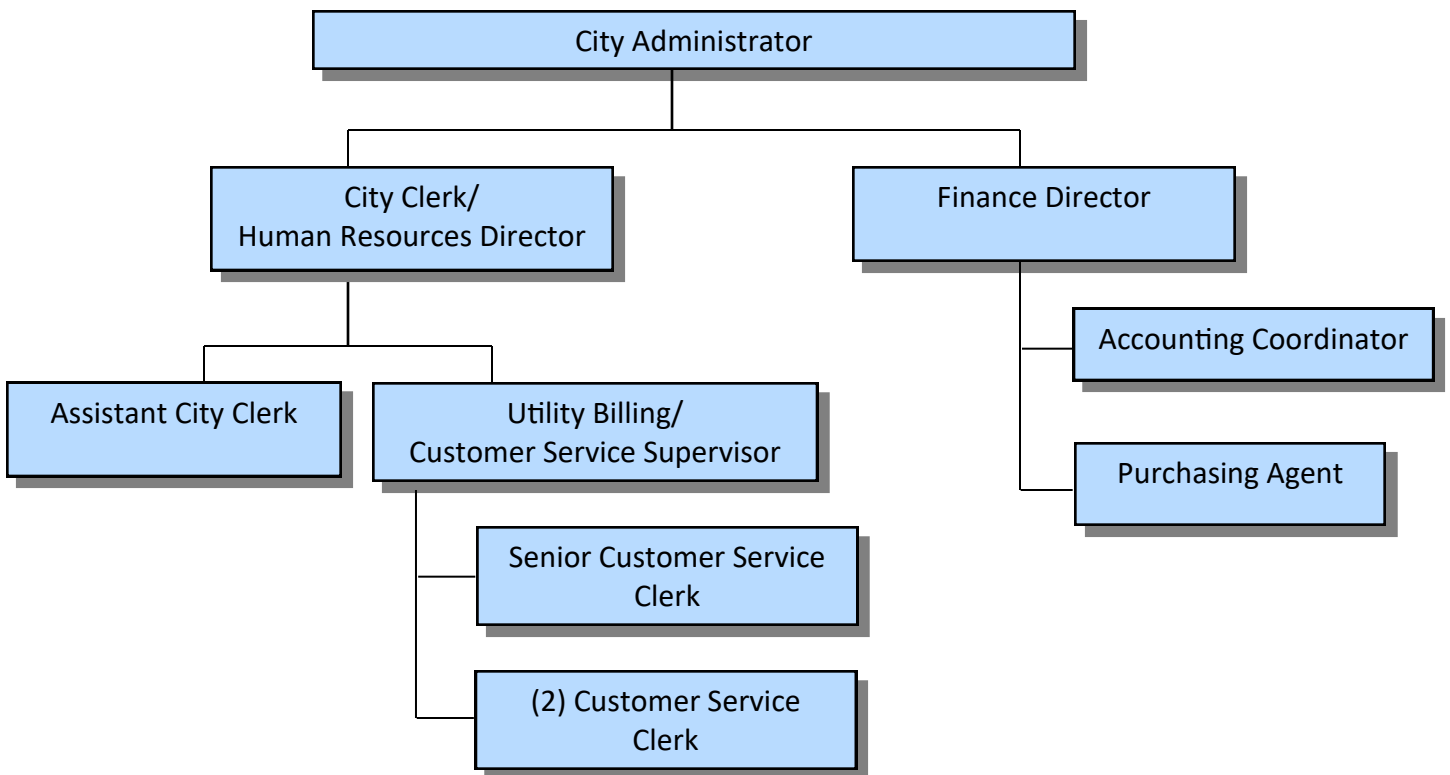 City Administrator
City Clerk/
Human Resources Director
Finance Director
Accounting Coordinator
Assistant City Clerk
Utility Billing/
Customer Service Supervisor
Purchasing Agent
Senior Customer Service
Clerk
(2) Customer Service
Clerk